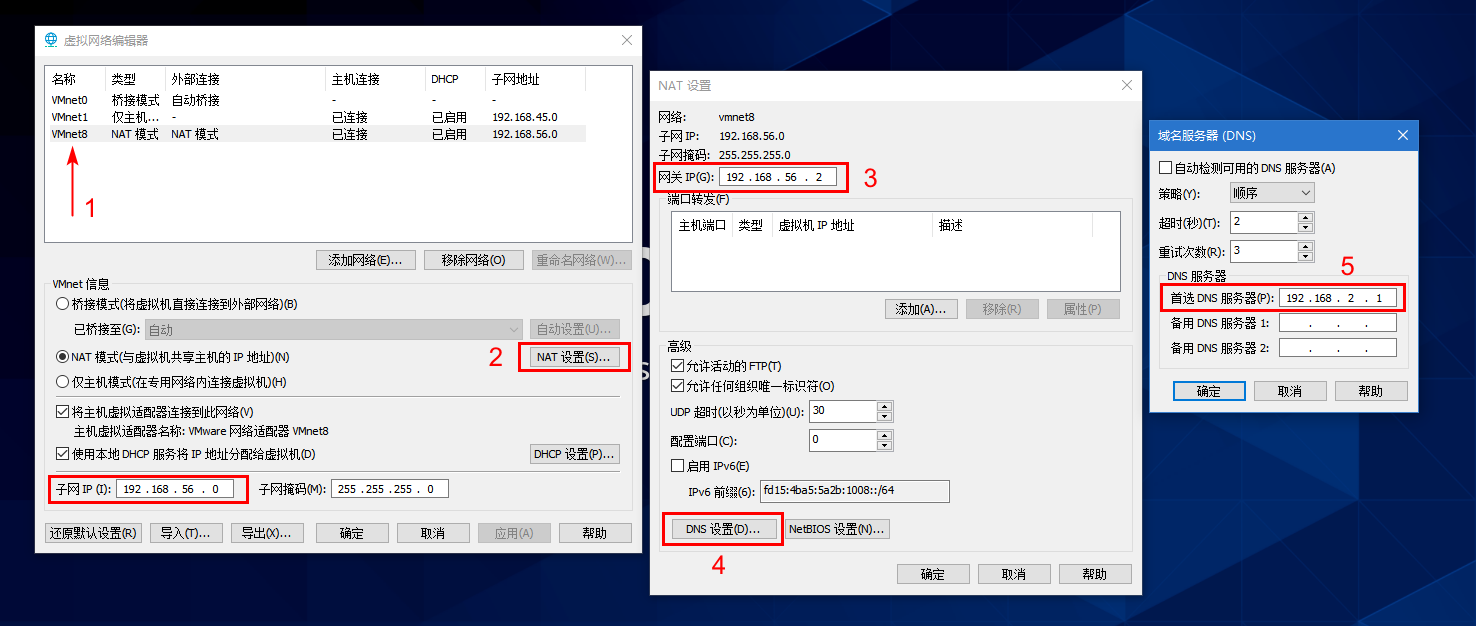 虚拟网络编辑器
名称 类型 外部连接 主机连接 DHCP 子网地址
VMnet0 桥接模式 自动桥接 - - -
VMnet1 仅主机... - 已连接 已启用 192.168.45.0
VMnet8 NAT 模式 NAT 模式 已连接 已启用 192.168.56.0
1
添加网络(E)... 移除网络(O) 重命名网络(W)...
VMnet 信息
桥接模式(将虚拟机直接连接到外部网络)(B)
已桥接至(G): 自动 自动设置(U)...
NAT 模式(与虚拟机共享主机的 IP 地址)(N) 2 NAT 设置(S)...
仅主机模式(在专用网络内连接虚拟机)(H)
将主机虚拟适配器连接到此网络(V)
主机虚拟适配器名称: VMware 网络适配器 VMnet8
使用本地 DHCP 服务将 IP 地址分配给虚拟机(D) DHCP 设置(P)...
子网 IP (I): 192 . 168 . 56 . 0 子网掩码(M): 255 . 255 . 255 . 0
还原默认设置(R) 导入(T)... 导出(X)... 确定 取消 应用(A) 帮助
NAT 设置
网络: vmnet8
子网 IP: 192.168.56.0
子网掩码: 255.255.255.0
网关 IP(G): 192 . 168 . 56 . 2 3
端口转发(F)
主机端口 类型 虚拟机 IP 地址 描述
添加(A)... 移除(R) 属性(P)
高级
允许活动的 FTP(T)
允许任何组织唯一标识符(O)
UDP 超时(以秒为单位)(U): 30
配置端口(C): 0
启用 IPv6(E)
IPv6 前缀(6): fd15:4ba5:5a2b:1008::/64
DNS 设置(D)... NetBIOS 设置(N)...
4
确定 取消 帮助
域名服务器 (DNS)
自动检测可用的 DNS 服务器(A)
策略(Y): 顺序
超时(秒)(T): 2
重试次数(R): 3
DNS 服务器 5
首选 DNS 服务器(P): 192 . 168 . 2 . 1
备用 DNS 服务器 1: . . .
备用 DNS 服务器 2: . . .
确定 取消 帮助